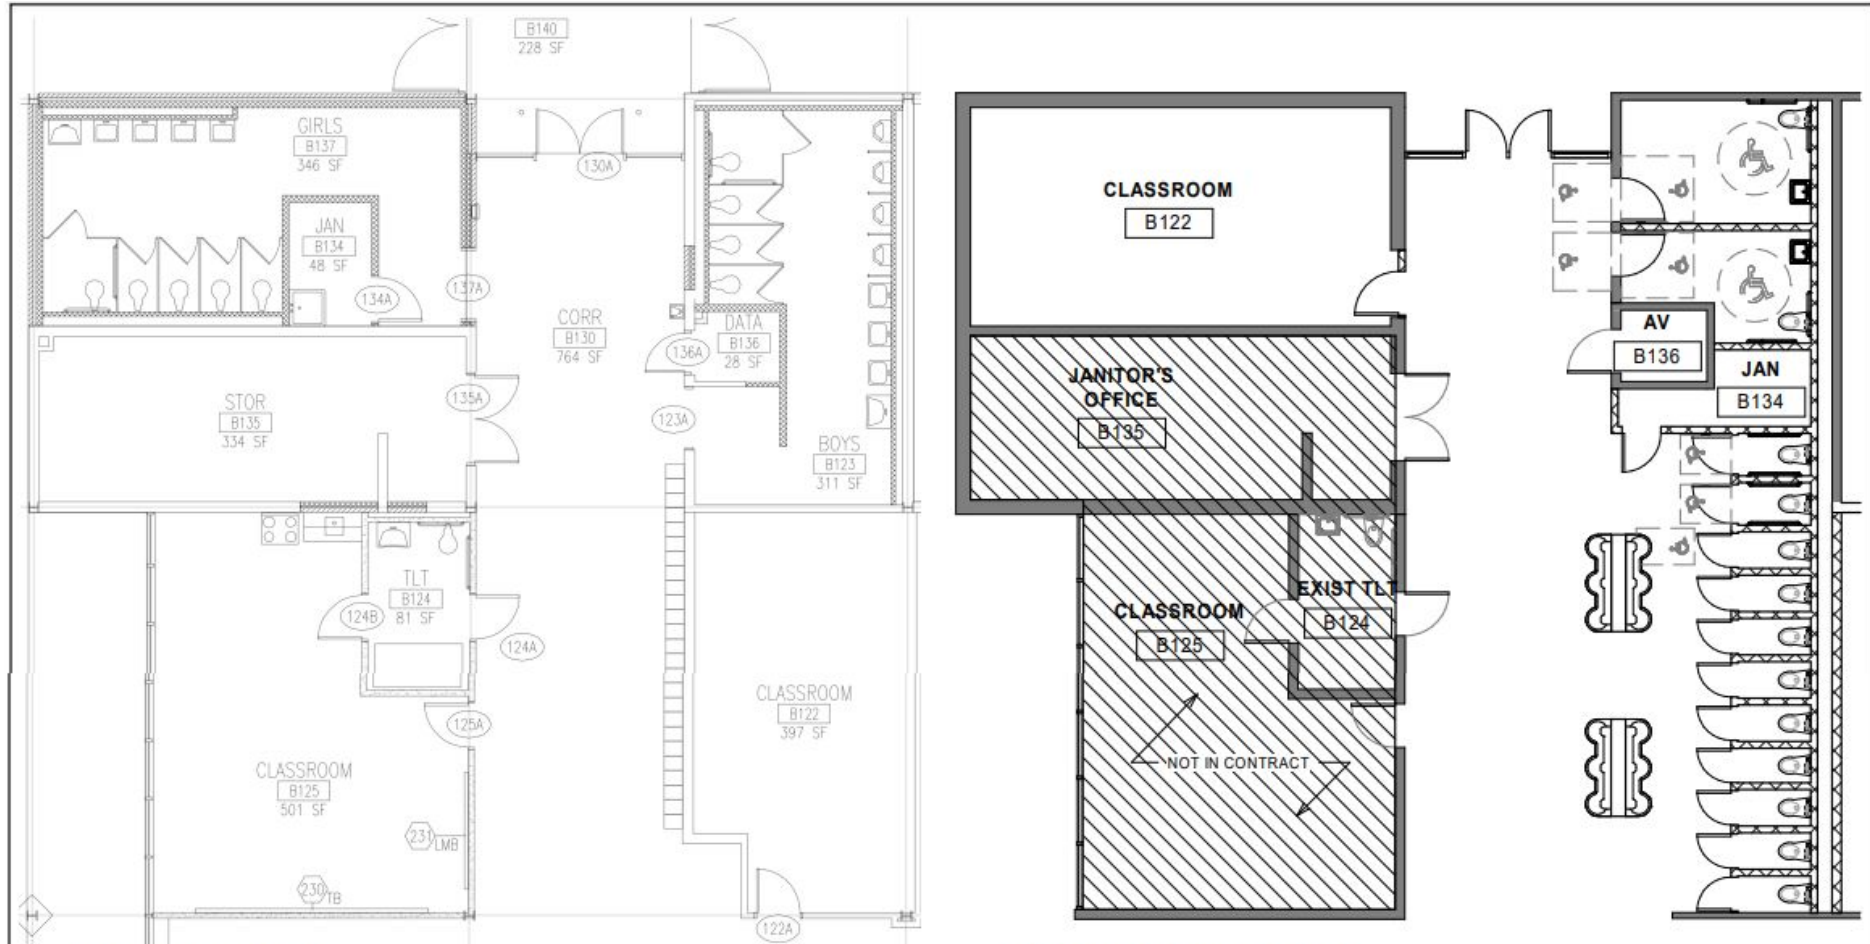 B140
228 SF
GIRLS
B137
346 SF
JAN
B134
48 SF
134A
137A
130A
CORR
B130
764 SF
DATA
B136
28 SF
136A
123A
BOYS
B123
311 SF
STOR
B135
334 SF
135A
TLT
B124
81 SF
124B
124A
125A
CLASSROOM
B125
501 SF
231
LMB
230
TB
H
CLASSROOM
B122
397 SF
122A
CLASSROOM
B122
JANITOR'S
OFFICE
B135
AV
B136
JAN
B134
EXIST TLT
B124
CLASSROOM
B125
NOT IN CONTRACT